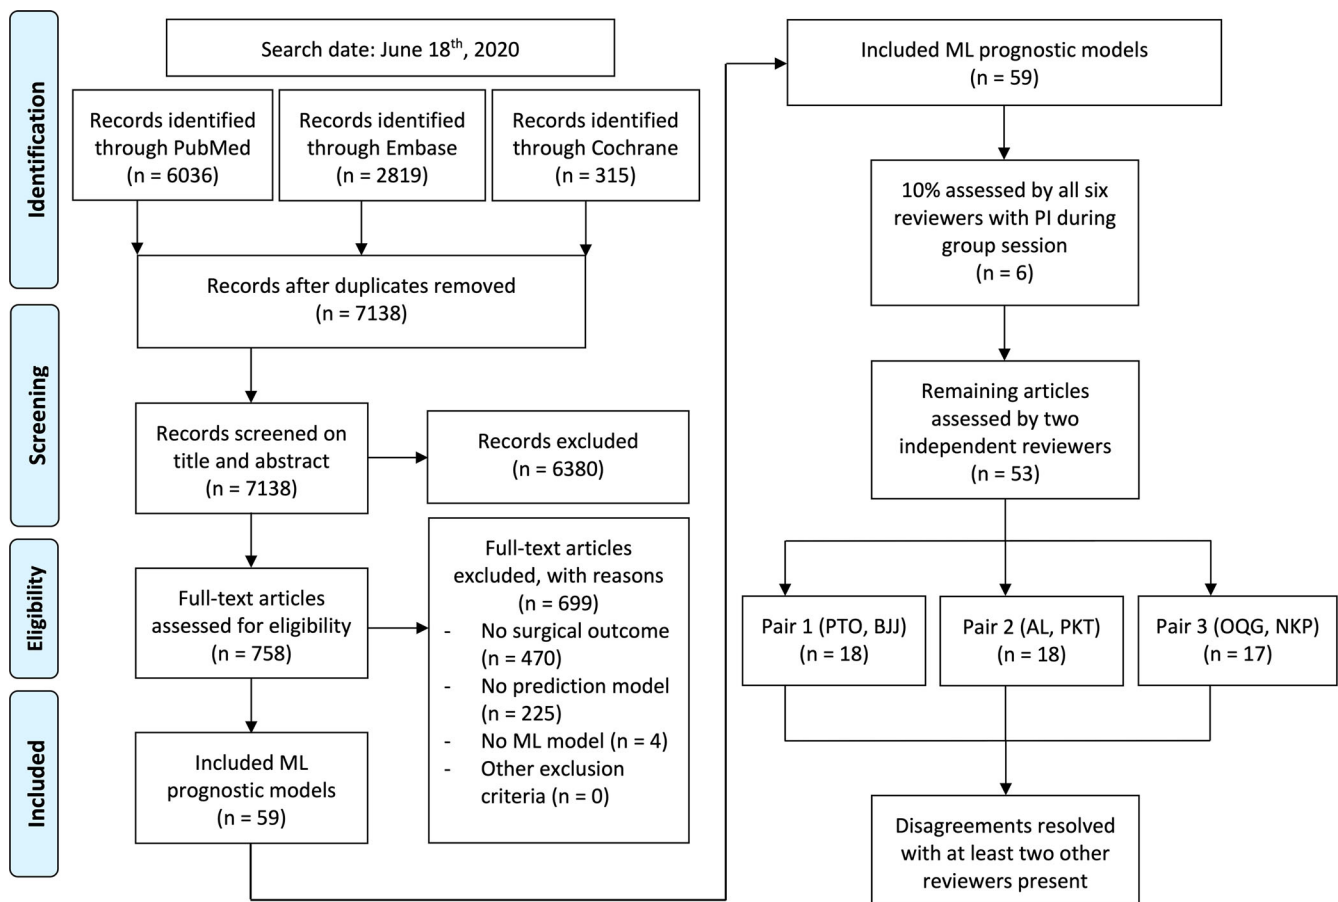 Identification
Search date: June 18th, 2020
Records identified
through PubMed
(n = 6036)
Records identified
through Embase
(n = 2819)
Records identified
through Cochrane
(n = 315)
Records after duplicates removed
(n = 7138)
Screening
Records screened on
title and abstract
(n = 7138)
Records excluded
(n = 6380)
Eligibility
Full-text articles
assessed for eligibility
(n = 758)
Full-text articles
excluded, with reasons
(n = 699)
- No surgical outcome
(n = 470)
- No prediction model
(n = 225)
- No ML model (n = 4)
- Other exclusion
criteria (n = 0)
Included
Included ML
prognostic models
(n = 59)
Included ML prognostic models
(n = 59)
10% assessed by all six
reviewers with PI during
group session
(n = 6)
Remaining articles
assessed by two
independent reviewers
(n = 53)
Pair 1 (PTO, BJJ)
(n = 18)
Pair 2 (AL, PKT)
(n = 18)
Pair 3 (OQG, NKP)
(n = 17)
Disagreements resolved
with at least two other
reviewers present